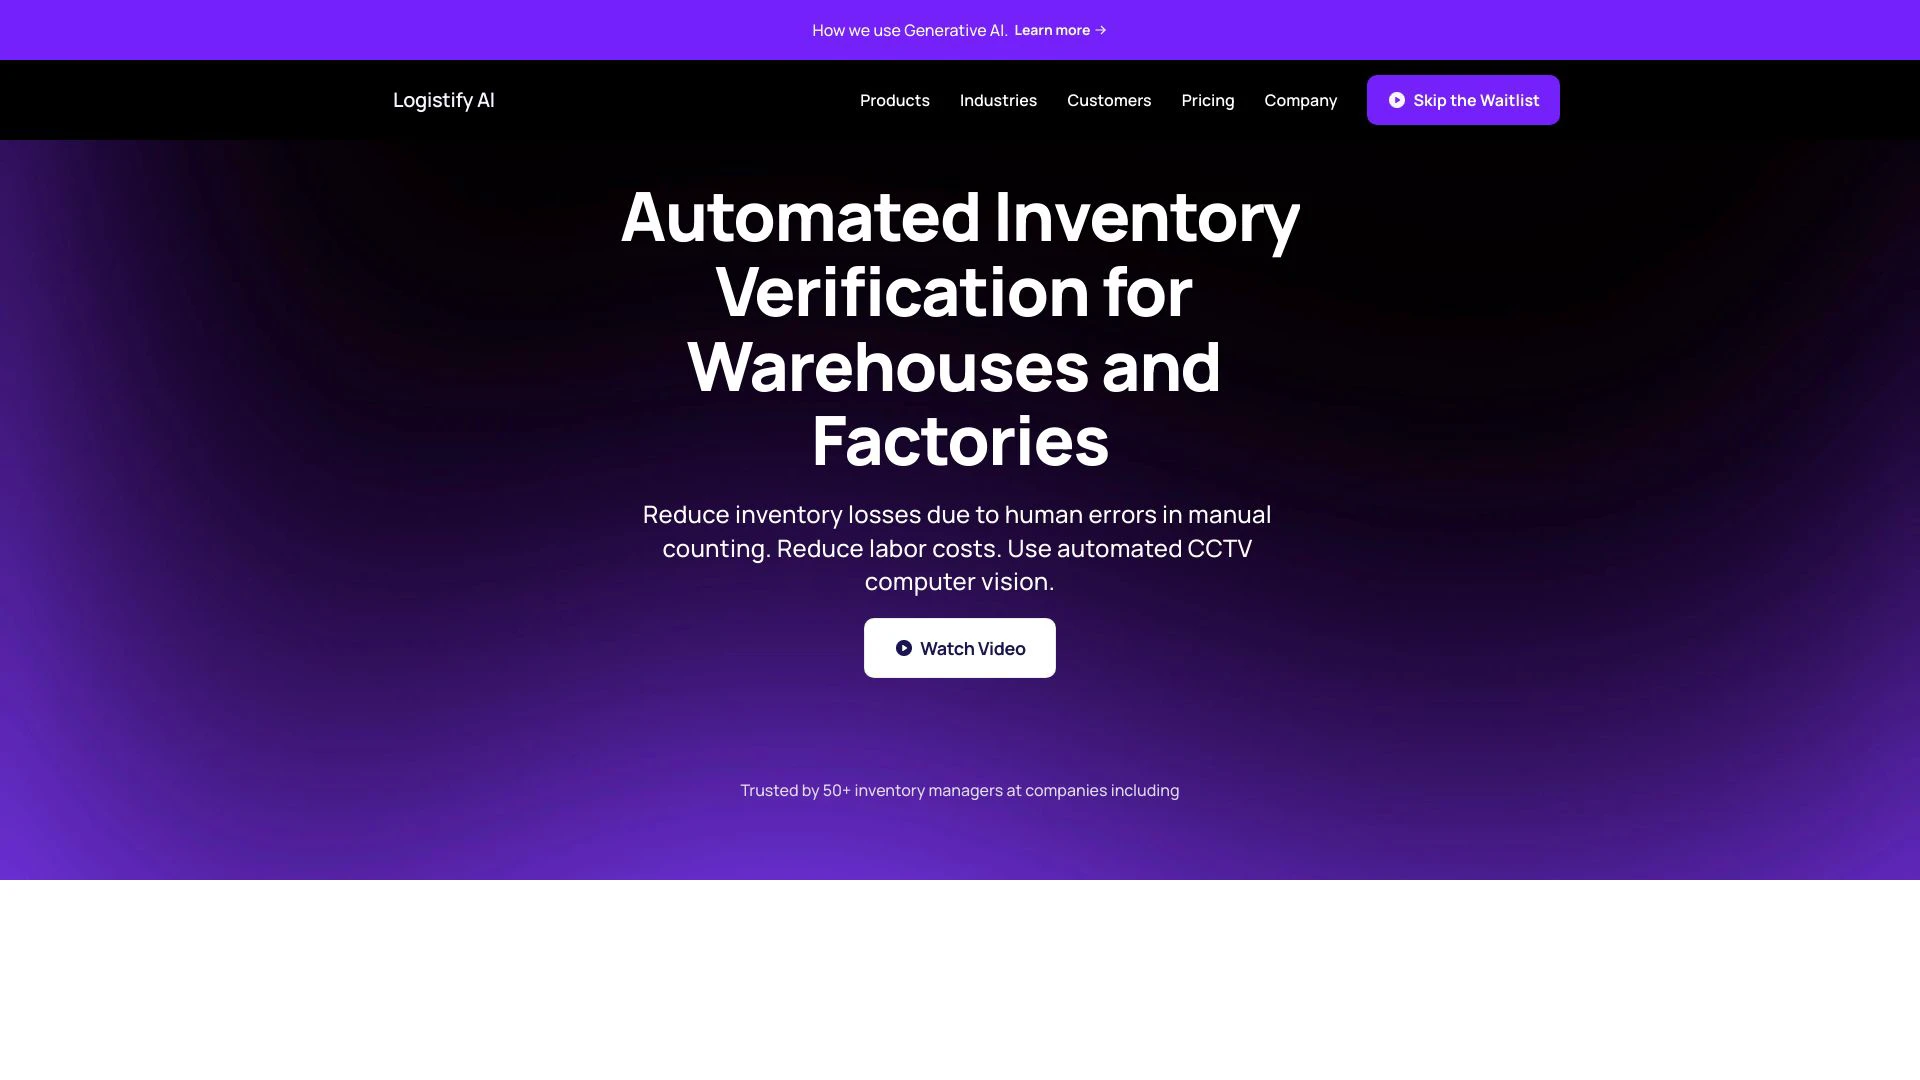 How we use Generative AI. Learn more →
Logistify AI
Products Industries Customers Pricing Company Skip the Waitlist
Automated Inventory
Verification for
Warehouses and
Factories
Reduce inventory losses due to human errors in manual
counting. Reduce labor costs. Use automated CCTV
computer vision.
Watch Video
Trusted by 50+ inventory managers at companies including